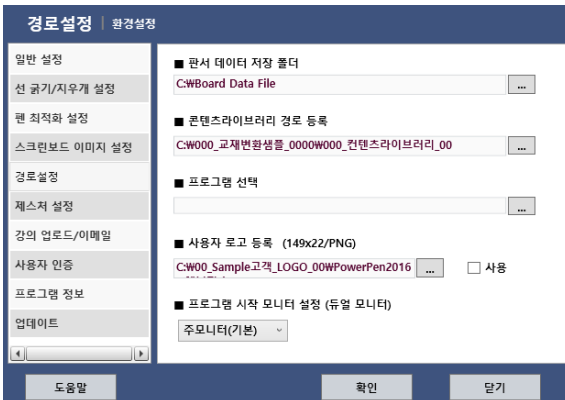 경로설정 | 환경설정
일반 설정
선 굵기/지우개 설정
펜 최적화 설정
스크린보드 이미지 설정
경로설정
제스처 설정
강의 업로드/이메일
사용자 인증
프로그램 정보
업데이트
■ 판서 데이터 저장 폴더
C:₩Board Data File
...
■ 콘텐츠라이브러리 경로 등록
C:₩000_교재변환샘플_0000₩000_컨텐츠라이브러리_00
...
■ 프로그램 선택
...
■ 사용자 로고 등록 (149x22/PNG)
C:₩00_Sample고객_LOGO_00₩PowerPen2016
...
사용
■ 프로그램 시작 모니터 설정 (듀얼 모니터)
주모니터(기본)
도움말
확인
닫기